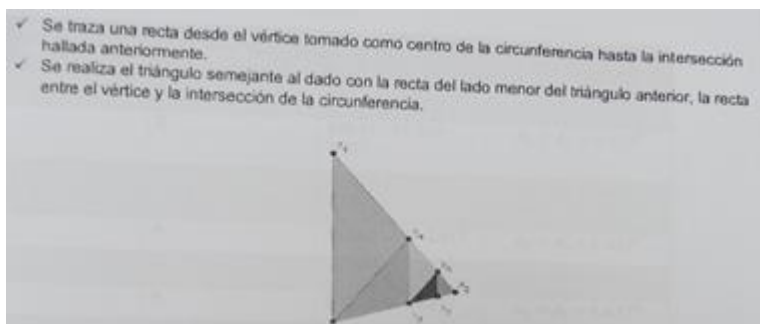 ✓ Se traza una recta desde el vértice tomado como centro de la circunferencia hasta la intersección
hallada anteriormente.
✓ Se realiza el triángulo semejante al dado con la recta del lado menor del triángulo anterior, la recta
entre el vértice y la intersección de la circunferencia.